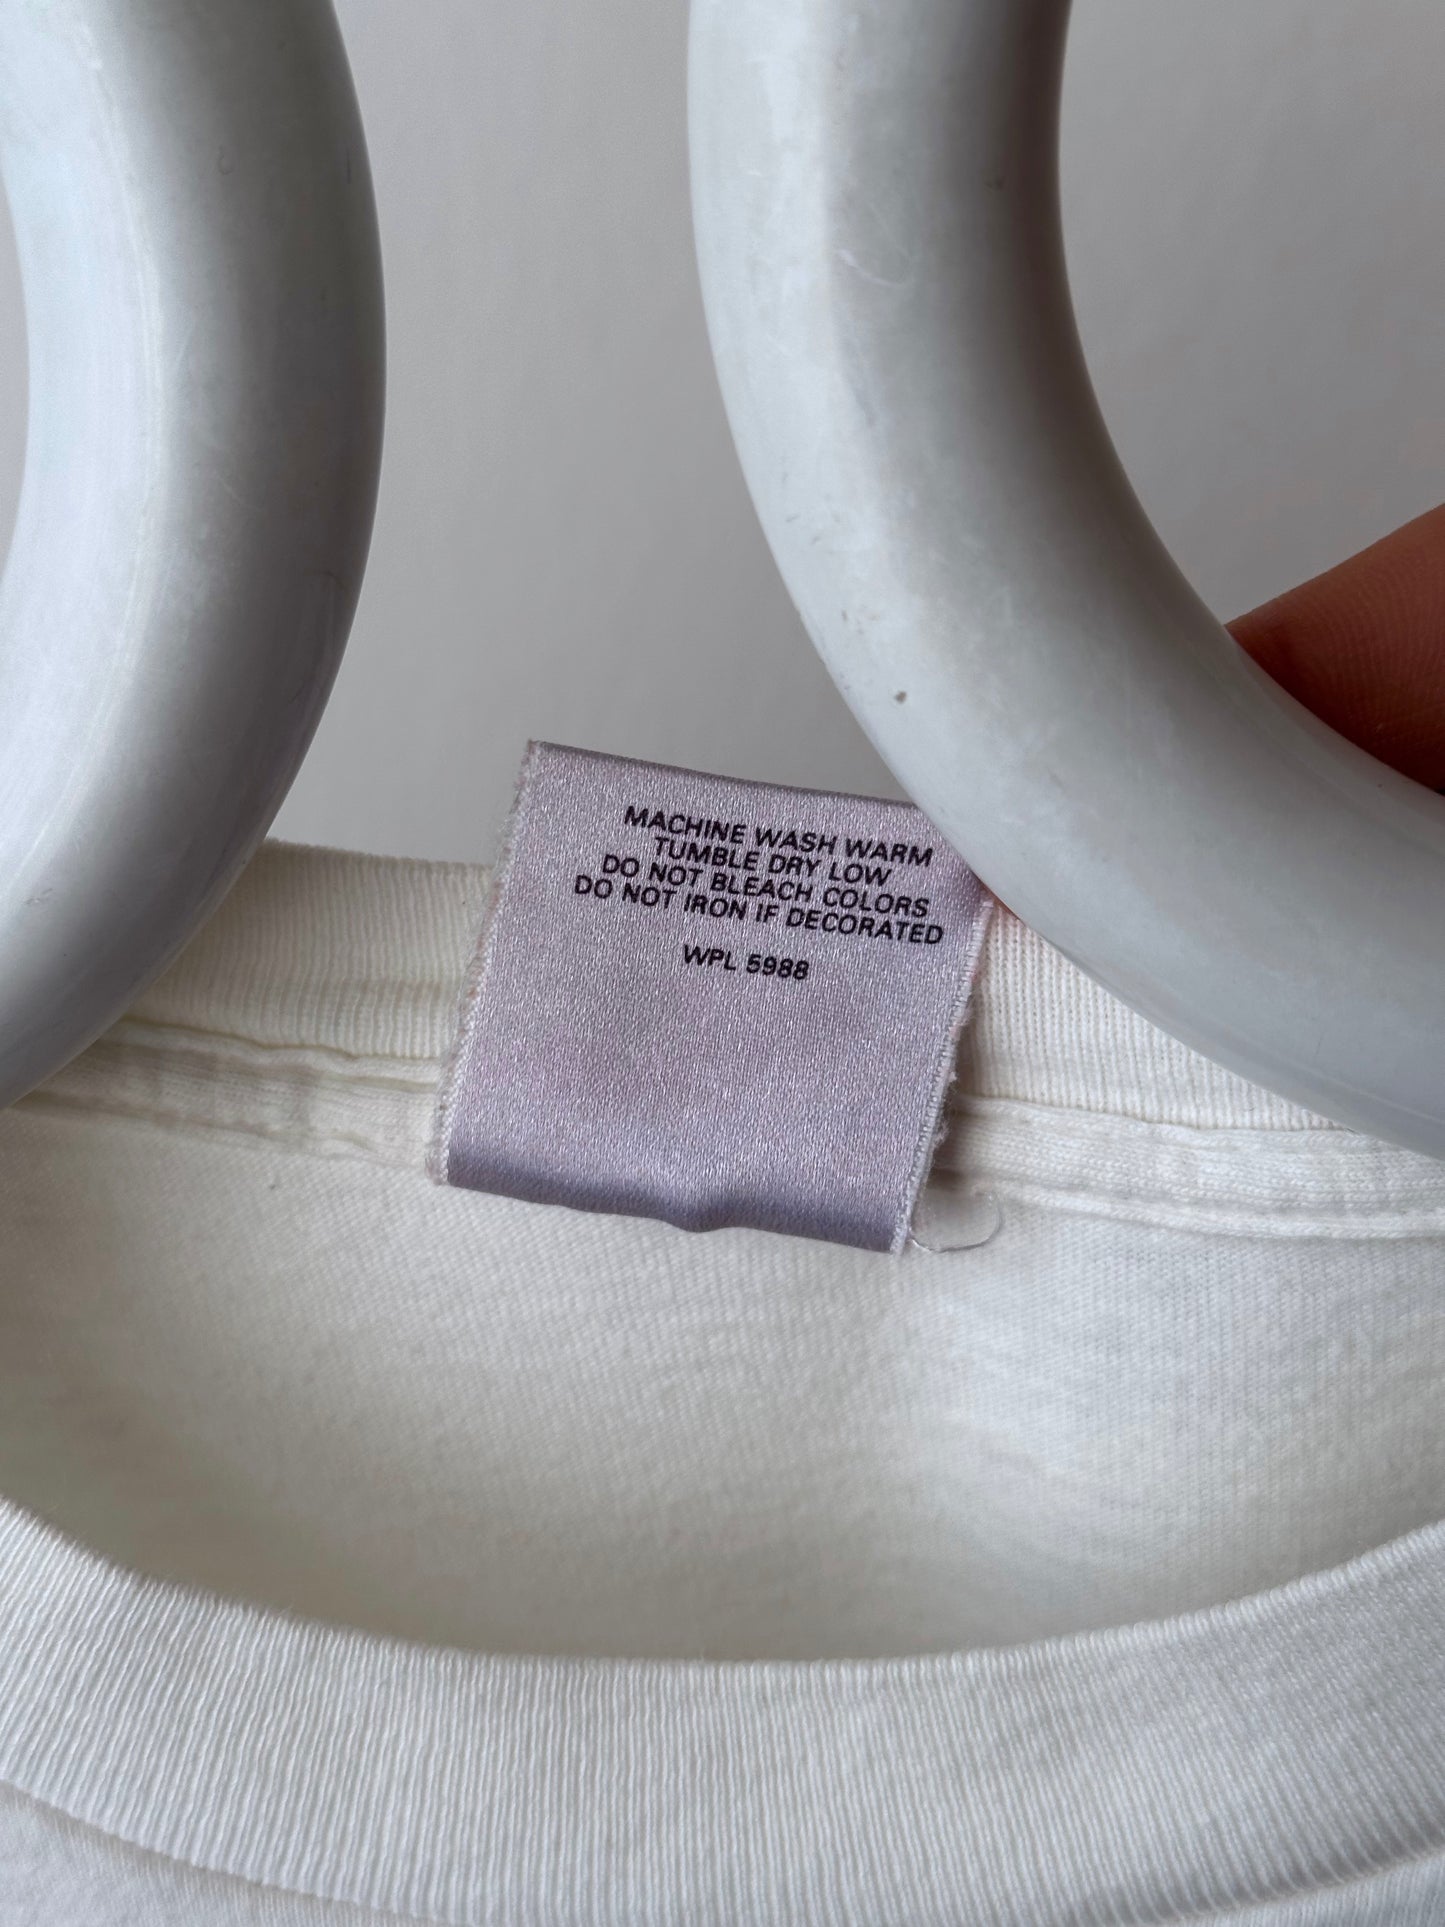 MACHINE WASH WARM
TUMBLE DRY LOW
DO NOT BLEACH COLORS
DO NOT IRON IF DECORATED
WPL 5988